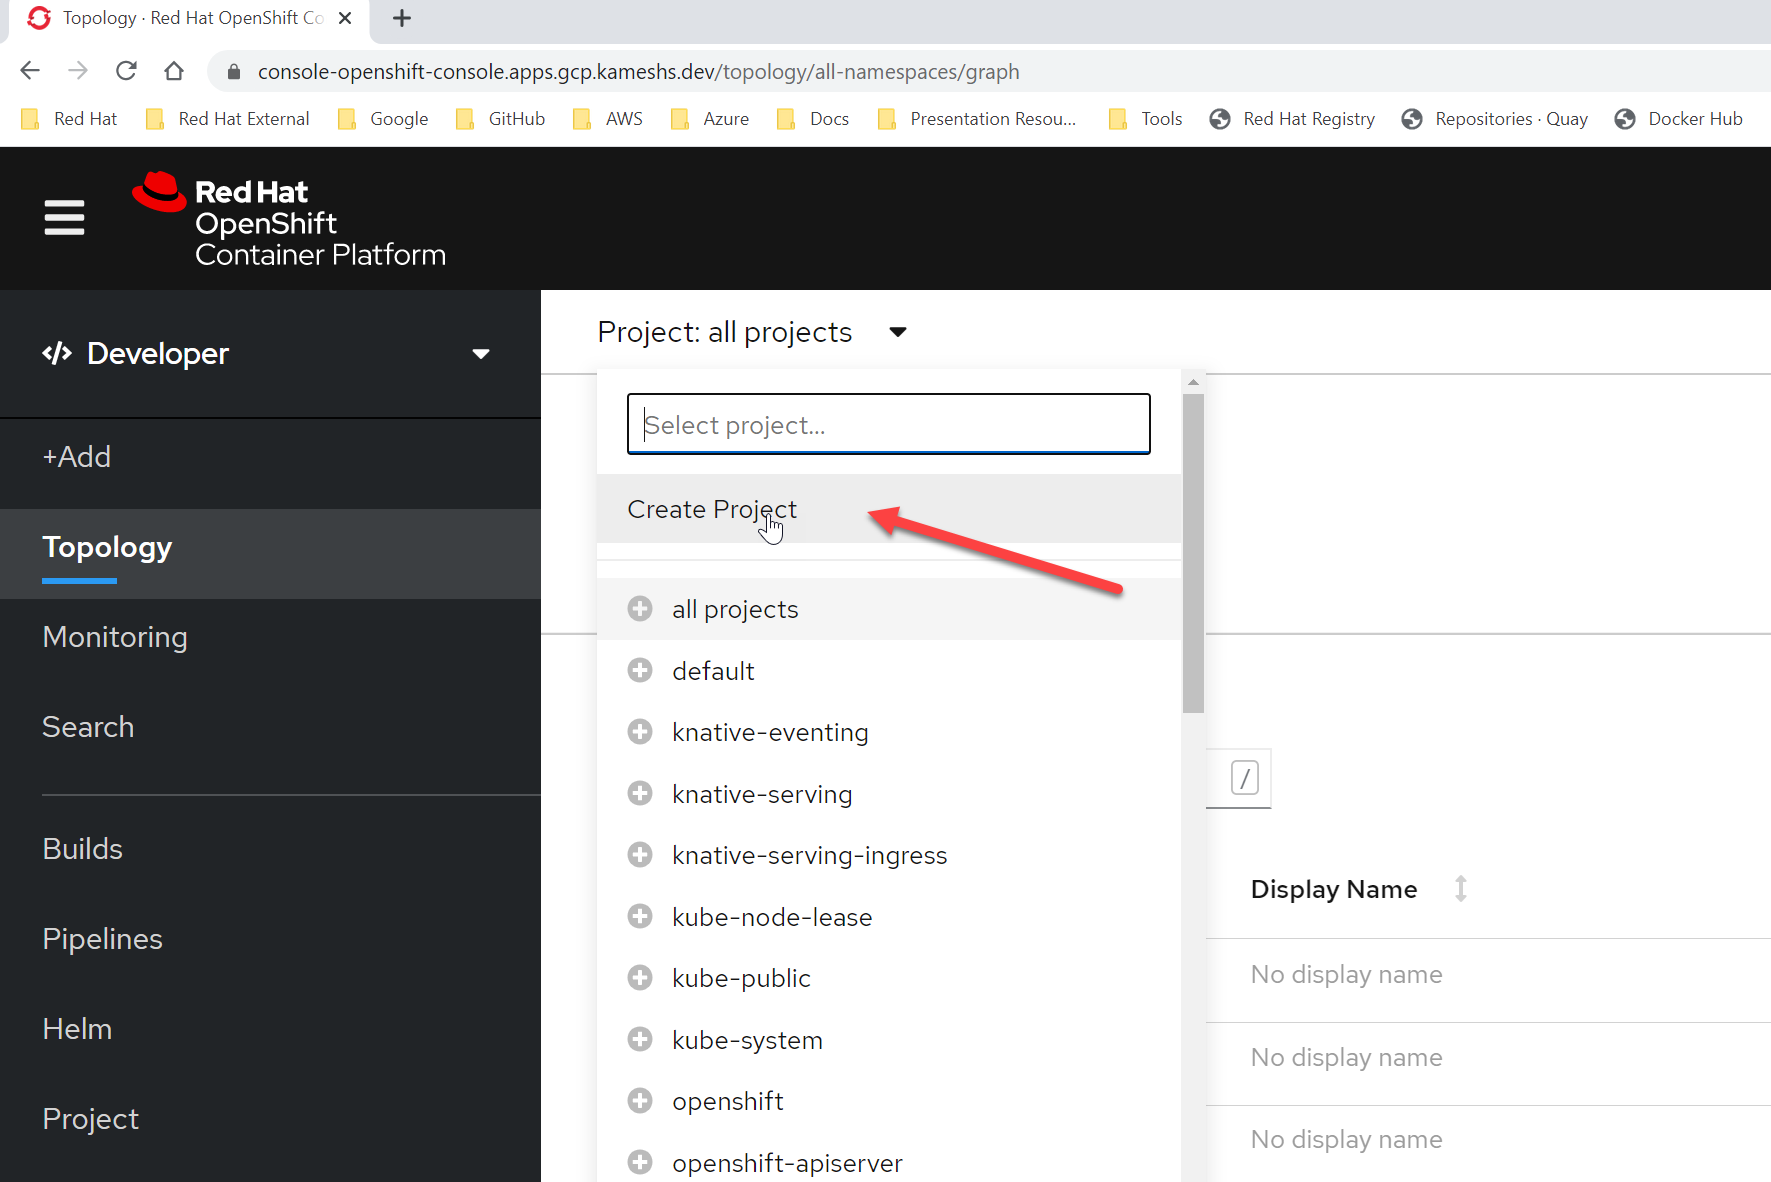 Topology · Red Hat OpenShift Co
console-openshift-console.apps.gcp.kameshs.dev/topology/all-namespaces/graph
Red Hat
Red Hat External
Google
GitHub
AWS
Azure
Docs
Presentation Resou...
Tools
Red Hat Registry
Repositories · Quay
Docker Hub
Red Hat
OpenShift
Container Platform
</> Developer
+Add
Topology
Monitoring
Search
Builds
Pipelines
Helm
Project
Project: all projects
Select project...
Create Project
all projects
default
knative-eventing
knative-serving
knative-serving-ingress
kube-node-lease
kube-public
kube-system
openshift
openshift-apiserver
/
Display Name
No display name
No display name
No display name